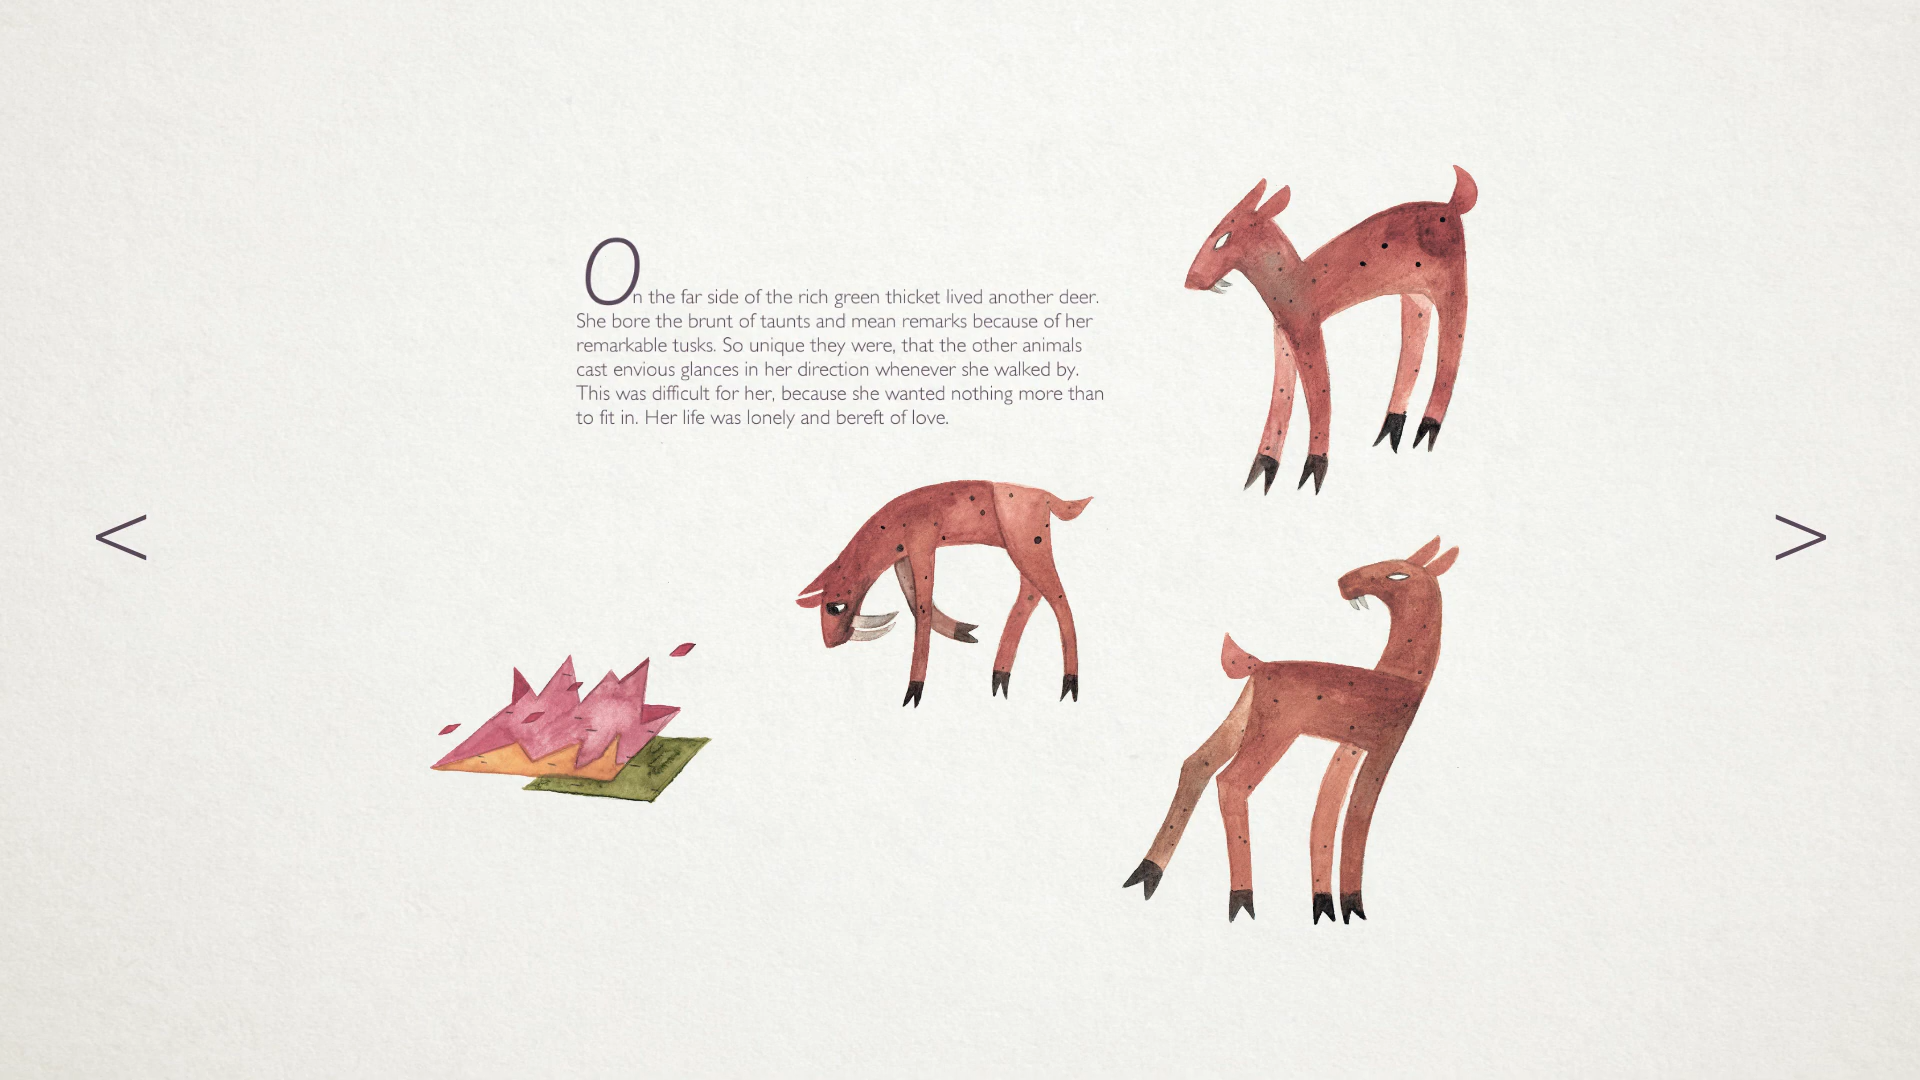 On the far side of the rich green thicket lived another deer.
She bore the brunt of taunts and mean remarks because of her
remarkable tusks. So unique they were, that the other animals
cast envious glances in her direction whenever she walked by.
This was difficult for her, because she wanted nothing more than
to fit in. Her life was lonely and bereft of love.
< >